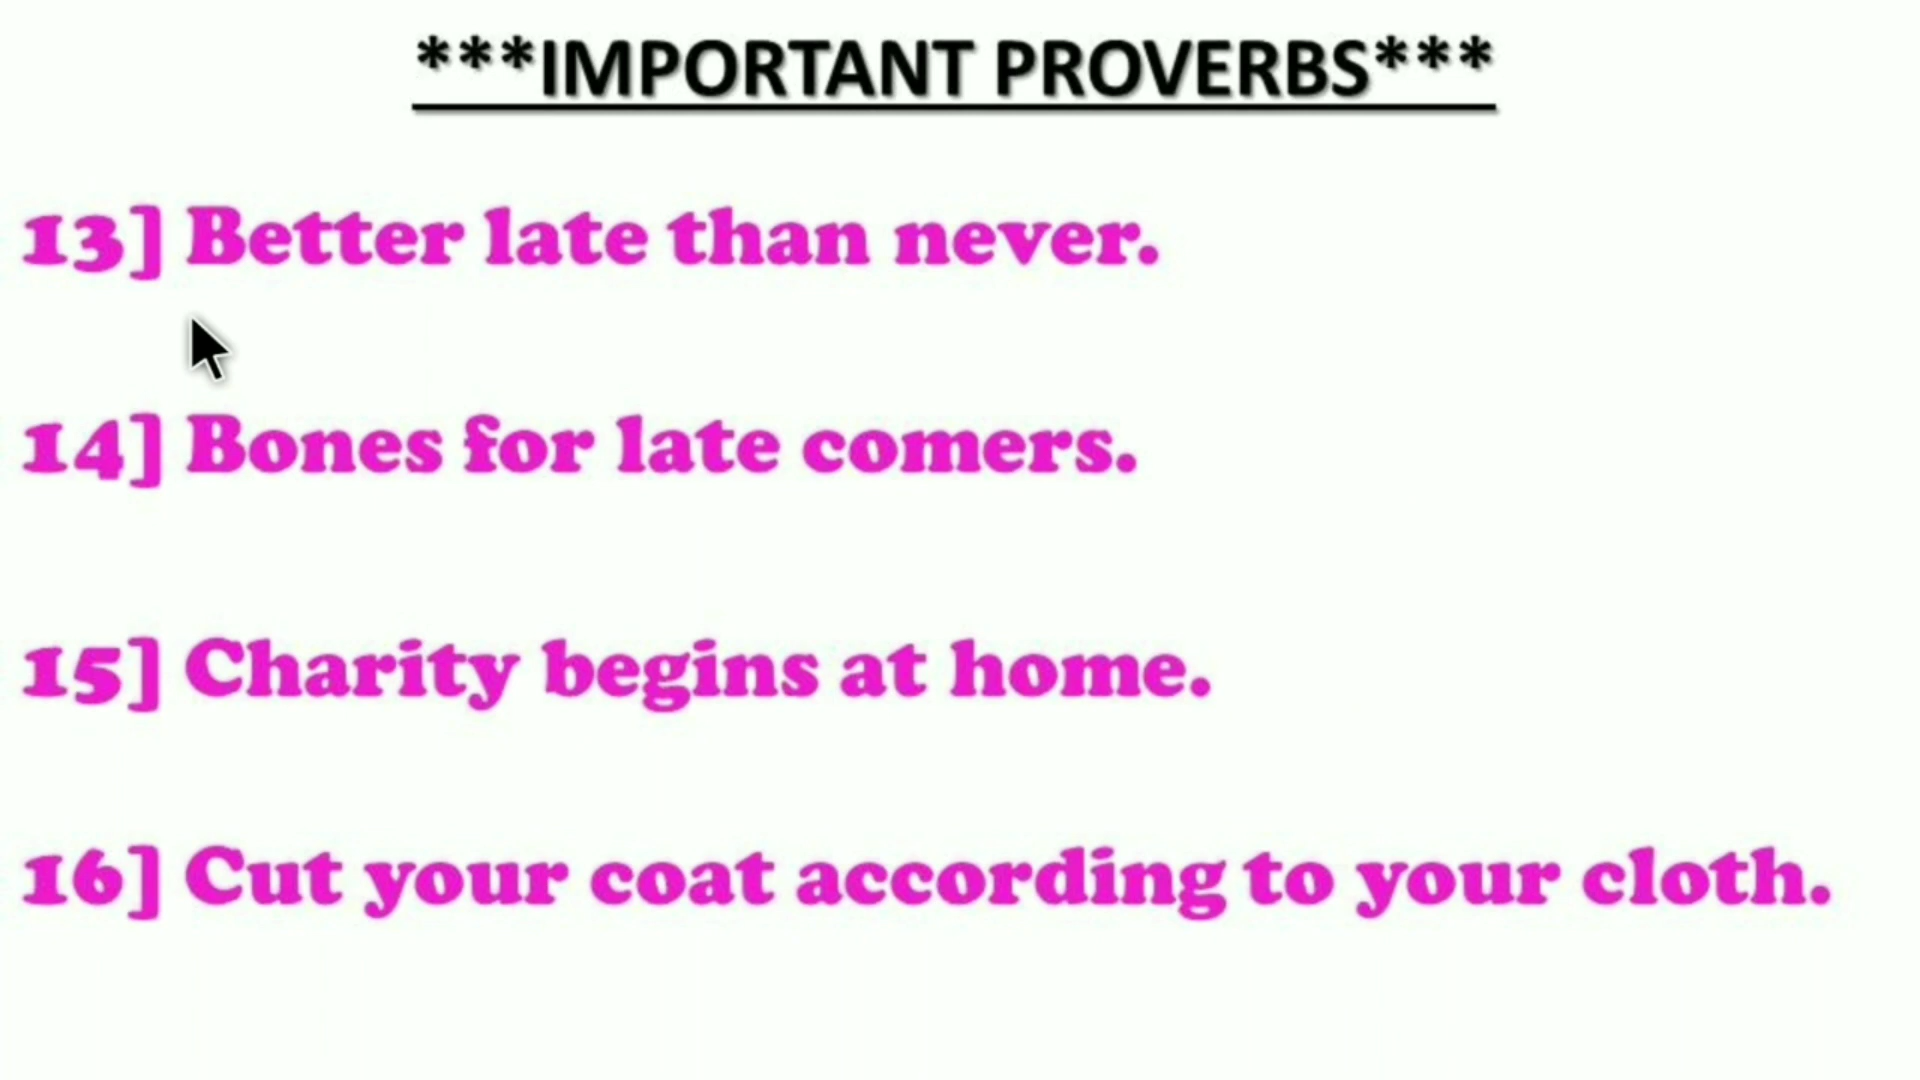 ***IMPORTANT PROVERBS***
13] Better late than never.
14] Bones for late comers.
15] Charity begins at home.
16] Cut your coat according to your cloth.